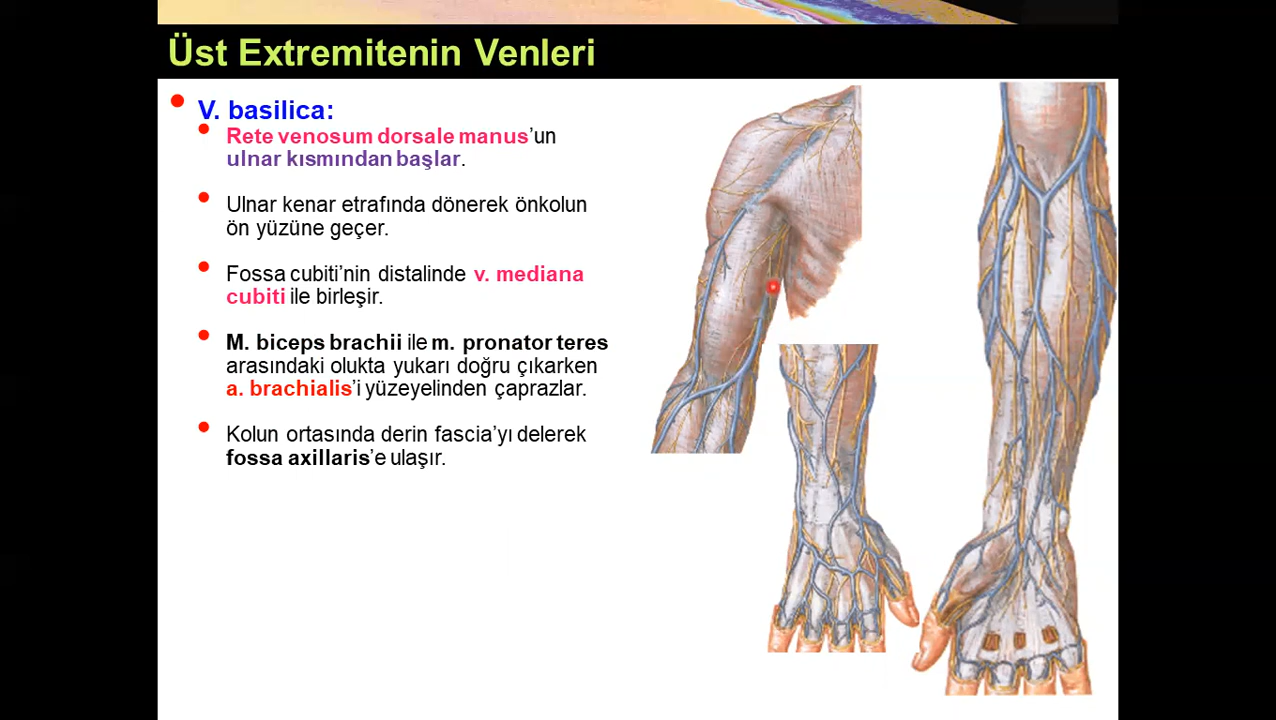 Üst Extremitenin Venleri
V. basilica:
Rete venosum dorsale manus’un
ulnar kısmından başlar.
Ulnar kenar etrafında dönerek önkolun
ön yüzüne geçer.
Fossa cubiti’nin distalinde v. mediana
cubiti ile birleşir.
M. biceps brachii ile m. pronator teres
arasındaki olukta yukarı doğru çıkarken
a. brachialis’i yüzeyelinden çaprazlar.
Kolun ortasında derin fascia’yı delerek
fossa axillaris’e ulaşır.